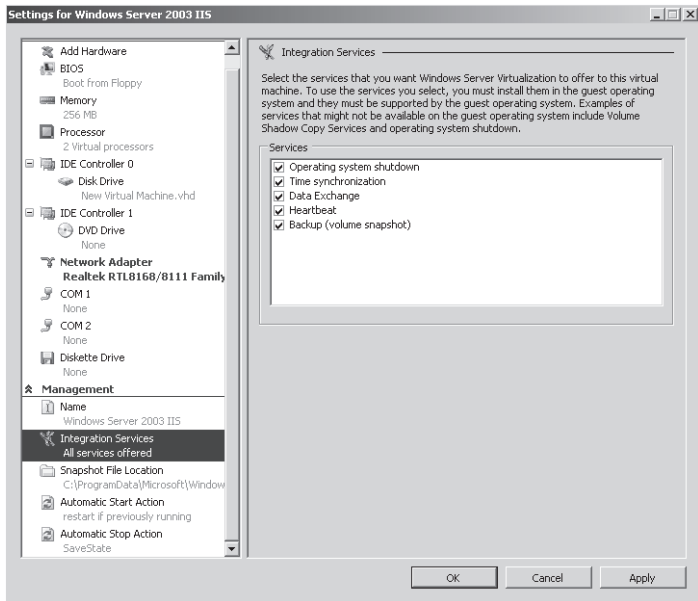 Settings for Windows Server 2003 IIS
Add Hardware
BIOS
Boot from Floppy
Memory
256 MB
Processor
2 Virtual processors
IDE Controller 0
Disk Drive
New Virtual Machine.vhd
IDE Controller 1
DVD Drive
None
Network Adapter
Realtek RTL8168/8111 Family
COM 1
None
COM 2
None
Diskette Drive
None
Management
Name
Windows Server 2003 IIS
Integration Services
All services offered
Snapshot File Location
C:\ProgramData\Microsoft\Window
Automatic Start Action
restart if previously running
Automatic Stop Action
SaveState
Integration Services
Select the services that you want Windows Server Virtualization to offer to this virtual
machine. To use the services you select, you must install them in the guest operating
system and they must be supported by the guest operating system. Examples of
services that might not be available on the guest operating system include Volume
Shadow Copy Services and operating system shutdown.
Services
Operating system shutdown
Time synchronization
Data Exchange
Heartbeat
Backup (volume snapshot)
OK Cancel Apply